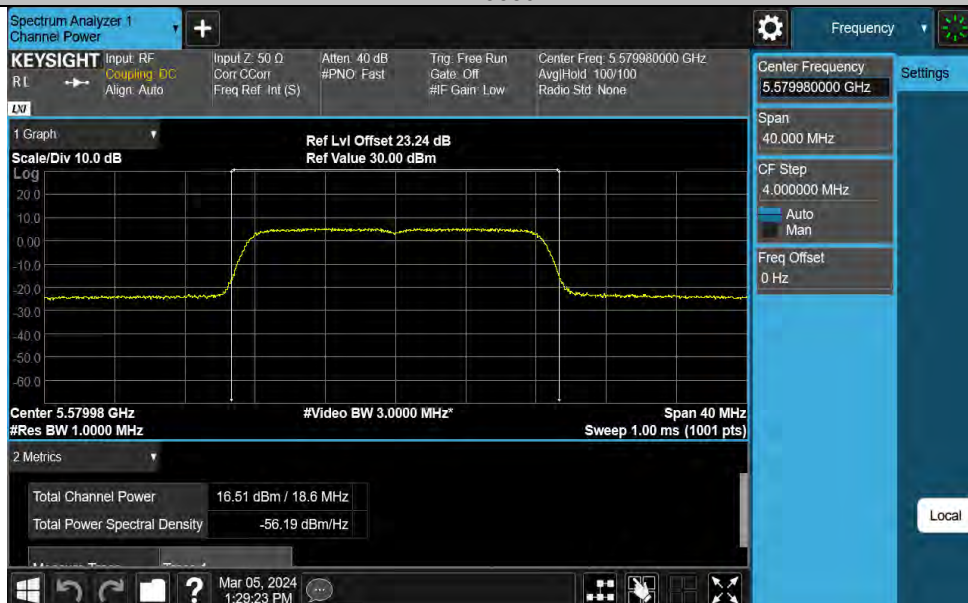 Spectrum Analyzer 1
Channel Power
+
Frequency
KEYSIGHT
Input: RF
Coupling: DC
Align: Auto
Input Z: 50 Ω
Corr CCorr
Freq Ref: Int (S)
Atten: 40 dB
#PNO: Fast
Trig: Free Run
Gate: Off
#IF Gain: Low
Center Freq: 5.579980000 GHz
Avg|Hold: 100/100
Radio Std: None
LXI
Center Frequency
5.579980000 GHz
Settings
Span
40.000 MHz
CF Step
4.000000 MHz
Auto
Man
Freq Offset
0 Hz
1 Graph
Scale/Div 10.0 dB
Ref Lvl Offset 23.24 dB
Ref Value 30.00 dBm
Log
20.0
10.0
0.00
-10.0
-20.0
-30.0
-40.0
-50.0
-60.0
Center 5.57998 GHz
#Video BW 3.0000 MHz*
Span 40 MHz
#Res BW 1.0000 MHz
Sweep 1.00 ms (1001 pts)
2 Metrics
Total Channel Power 16.51 dBm / 18.6 MHz
Total Power Spectral Density -56.19 dBm/Hz
Local
?
Mar 05, 2024
1:29:23 PM